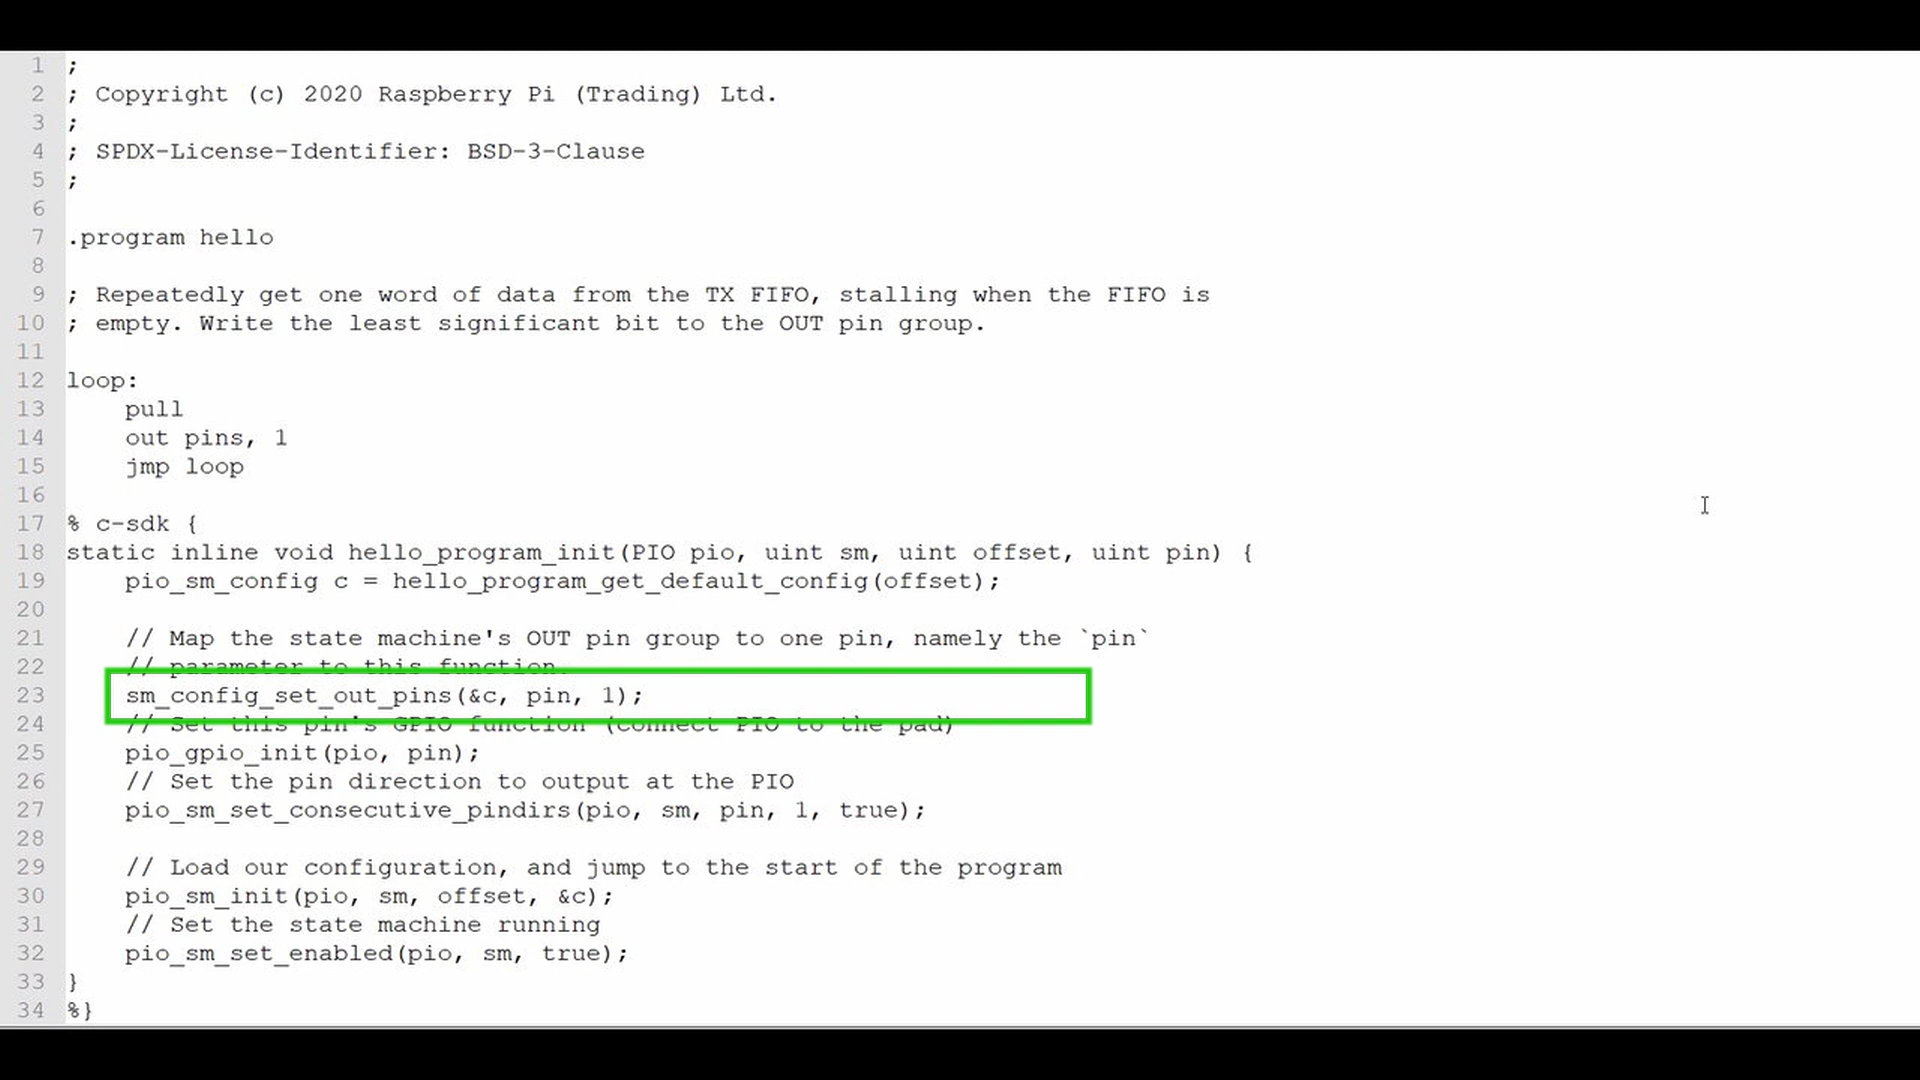 1 ;
2 ; Copyright (c) 2020 Raspberry Pi (Trading) Ltd.
3 ;
4 ; SPDX-License-Identifier: BSD-3-Clause
5 ;
6
7 .program hello
8
9 ; Repeatedly get one word of data from the TX FIFO, stalling when the FIFO is
10 ; empty. Write the least significant bit to the OUT pin group.
11
12 loop:
13     pull
14     out pins, 1
15     jmp loop
16
17 % c-sdk {
18 static inline void hello_program_init(PIO pio, uint sm, uint offset, uint pin) {
19     pio_sm_config c = hello_program_get_default_config(offset);
20
21     // Map the state machine's OUT pin group to one pin, namely the `pin`
22     // parameter to this function.
23     sm_config_set_out_pins(&c, pin, 1);
24     // Set this pin's GPIO function (connect PIO to the pad)
25     pio_gpio_init(pio, pin);
26     // Set the pin direction to output at the PIO
27     pio_sm_set_consecutive_pindirs(pio, sm, pin, 1, true);
28
29     // Load our configuration, and jump to the start of the program
30     pio_sm_init(pio, sm, offset, &c);
31     // Set the state machine running
32     pio_sm_set_enabled(pio, sm, true);
33 }
34 %}